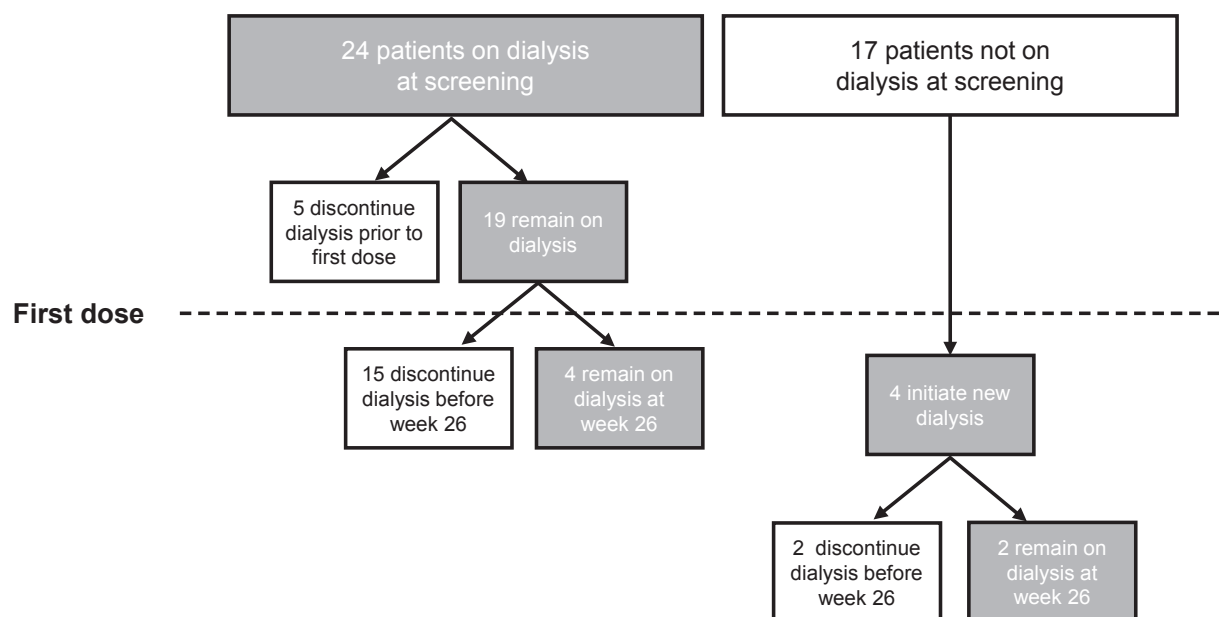 24 patients on dialysis
at screening
17 patients not on
dialysis at screening
5 discontinue
dialysis prior to
first dose
19 remain on
dialysis
First dose
15 discontinue
dialysis before
week 26
4 remain on
dialysis at
week 26
4 initiate new
dialysis
2 discontinue
dialysis before
week 26
2 remain on
dialysis at
week 26